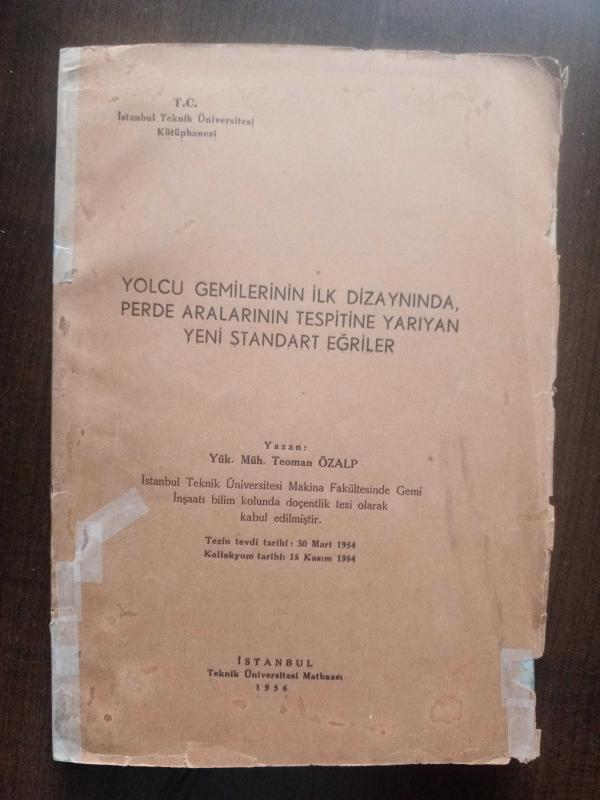 T.C.
İstanbul Teknik Üniversitesi
Kütüphanesi
YOLCU GEMİLERİNİN İLK DİZAYNINDA,
PERDE ARALARININ TESPİTİNE YARIYAN
YENİ STANDART EĞRİLER
Yazan:
Yük. Müh. Teoman ÖZALP
İstanbul Teknik Üniversitesi Makina Fakültesinde Gemi
İnşaatı bilim kolunda doçentlik tezi olarak
kabul edilmiştir.
Tezin tevdi tarihi: 30 Mart 1954
Kollokyum tarihi: 15 Kasım 1954
İSTANBUL
Teknik Üniversitesi Matbaası
1956